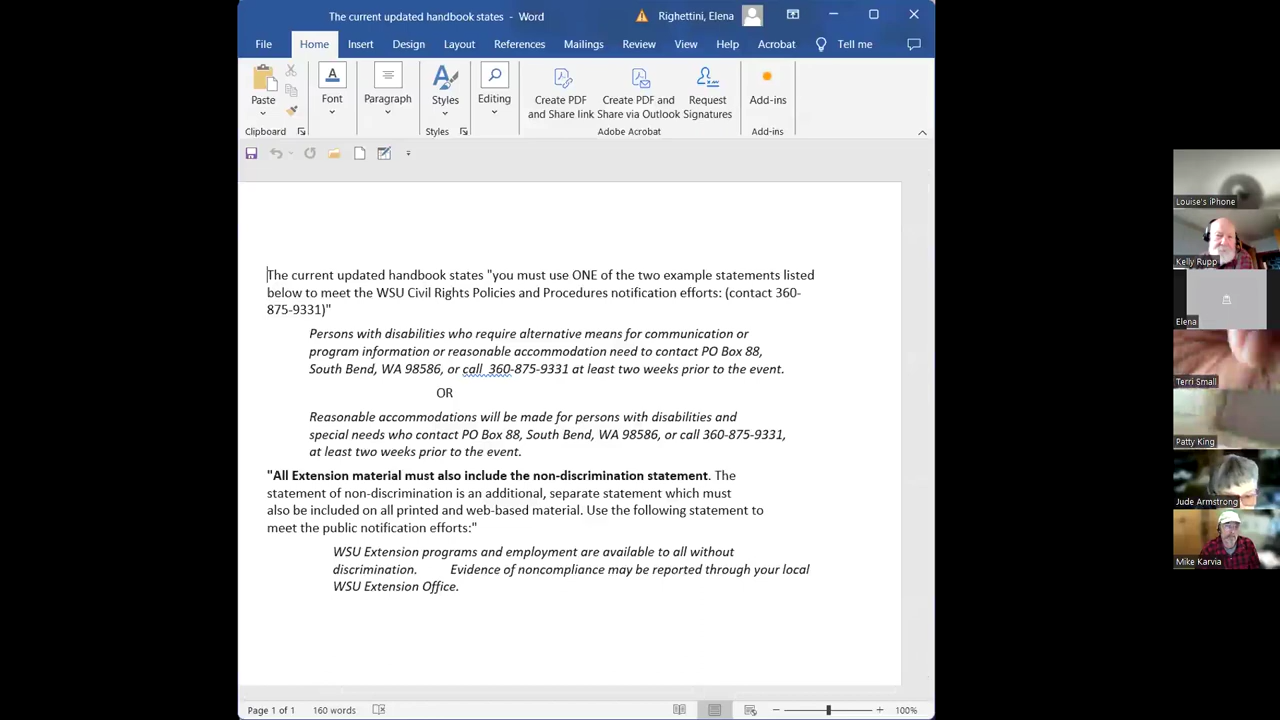 The current updated handbook states - Word
Righettini, Elena
File Home Insert Design Layout References Mailings Review View Help Acrobat Tell me
Paste
Font
Paragraph
Styles
Editing
Create PDF and Share link
Create PDF and Share via Outlook
Request Signatures
Add-ins
Clipboard
Styles
Adobe Acrobat
Add-ins
The current updated handbook states "you must use ONE of the two example statements listed
below to meet the WSU Civil Rights Policies and Procedures notification efforts: (contact 360-
875-9331)"
Persons with disabilities who require alternative means for communication or
program information or reasonable accommodation need to contact PO Box 88,
South Bend, WA 98586, or call  360-875-9331 at least two weeks prior to the event.
OR
Reasonable accommodations will be made for persons with disabilities and
special needs who contact PO Box 88, South Bend, WA 98586, or call 360-875-9331,
at least two weeks prior to the event.
"All Extension material must also include the non-discrimination statement. The
statement of non-discrimination is an additional, separate statement which must
also be included on all printed and web-based material. Use the following statement to
meet the public notification efforts:"
WSU Extension programs and employment are available to all without
discrimination. Evidence of noncompliance may be reported through your local
WSU Extension Office.
Page 1 of 1
160 words
100%
Louise's iPhone
Kelly Rupp
Elena
Terri Small
Patty King
Jude Armstrong
Mike Karvia